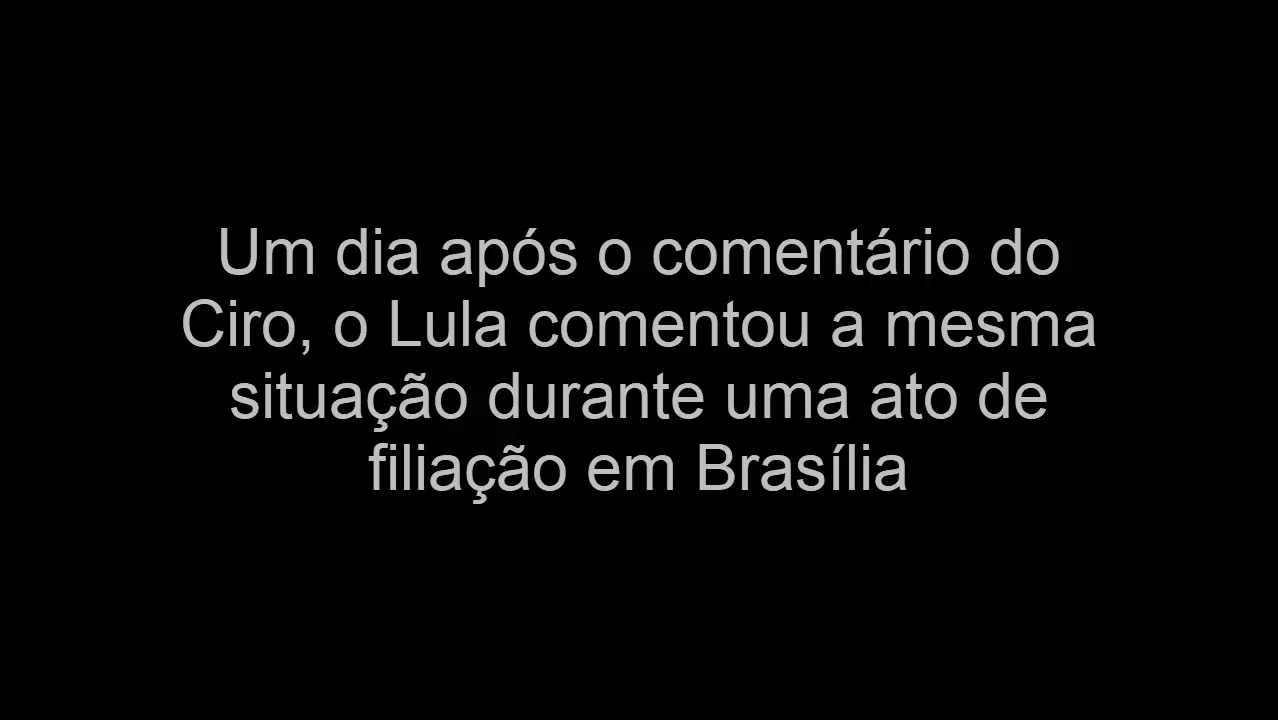 Um dia após o comentário do
Ciro, o Lula comentou a mesma
situação durante uma ato de
filiação em Brasília